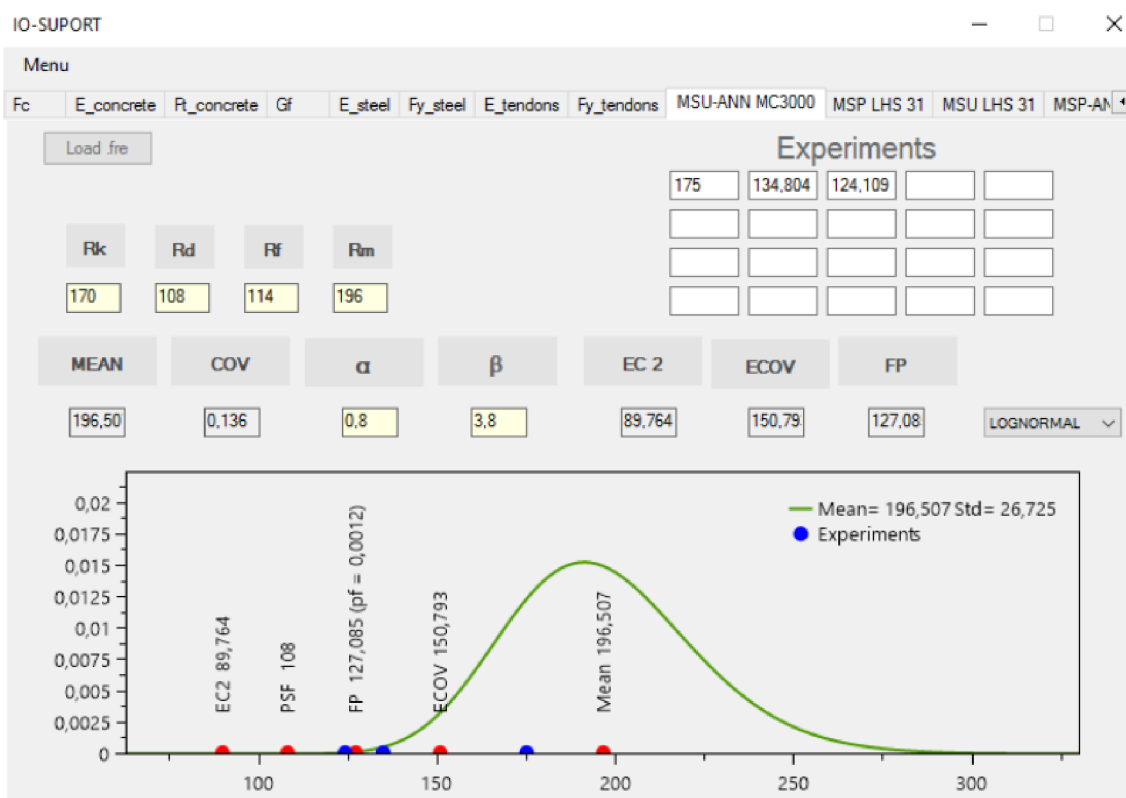 IO-SUPORT
Menu
Fc E_concrete Ft_concrete Gf E_steel Fy_steel E_tendons Fy_tendons MSU-ANN MC3000 MSP LHS 31 MSU LHS 31 MSP-AN
Load .fre
Experiments
175 134,804 124,109
Rk Rd Rf Rm
170 108 114 196
MEAN COV α β EC 2 ECOV FP
196,50 0,136 0,8 3,8 89,764 150,79 127,08 LOGNORMAL
Mean= 196,507 Std= 26,725
Experiments
0,02
0,0175
0,015
0,0125
0,01
0,0075
0,005
0,0025
0
EC2 89,764
PSF 108
FP 127,085 (pf = 0,0012)
ECOV 150,793
Mean 196,507
100 150 200 250 300